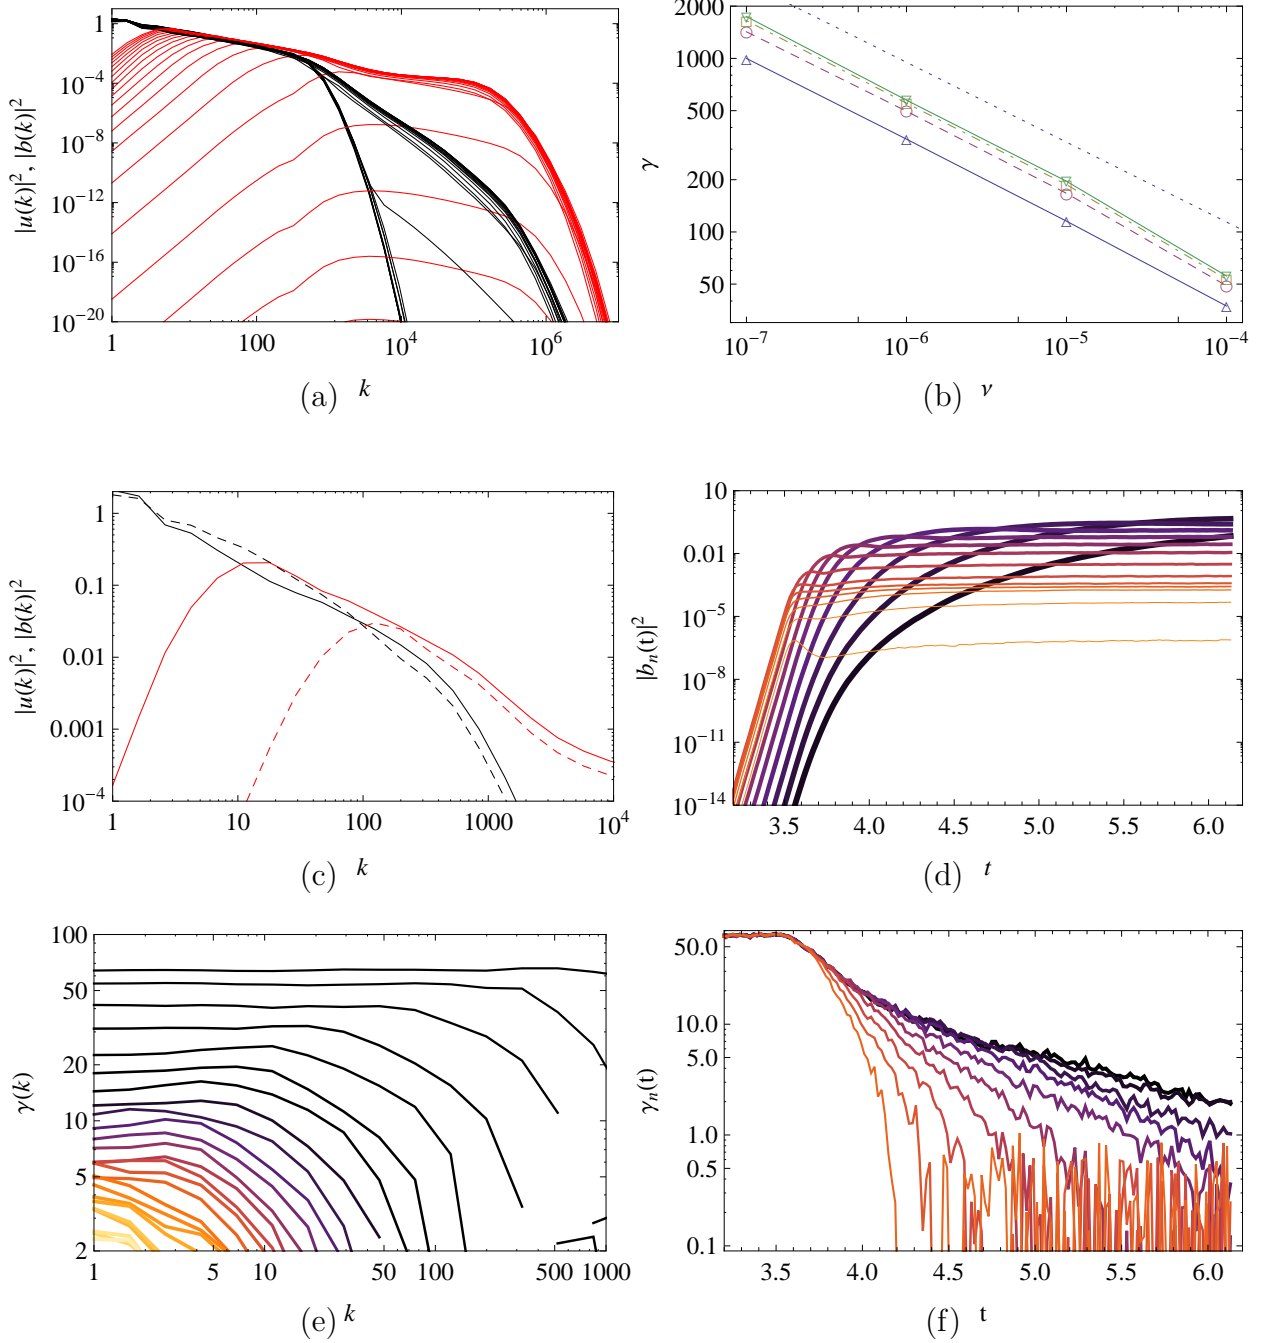 1
10^-4
10^-8
10^-12
10^-16
10^-20
|u(k)|^2, |b(k)|^2
1 100 10^4 10^6
(a) k
2000
1000
500
200
100
50
γ
10^-7 10^-6 10^-5 10^-4
(b) ν
1
0.1
0.01
0.001
10^-4
|u(k)|^2, |b(k)|^2
1 10 100 1000 10^4
(c) k
10
0.01
10^-5
10^-8
10^-11
10^-14
|b_n(t)|^2
3.5 4.0 4.5 5.0 5.5 6.0
(d) t
100
50
20
10
5
2
γ(k)
1 5 10 50 100 500 1000
(e) k
50.0
10.0
5.0
1.0
0.5
0.1
γ_n(t)
3.5 4.0 4.5 5.0 5.5 6.0
(f) t